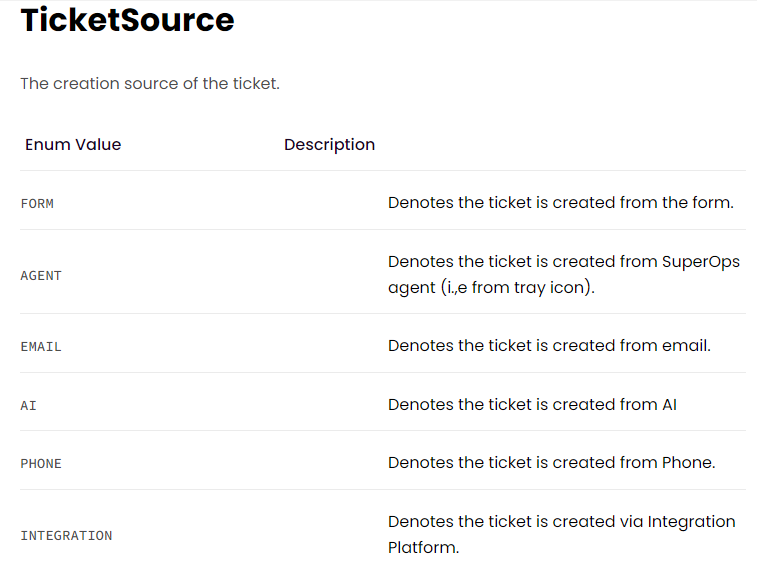 TicketSource
The creation source of the ticket.
Enum Value Description
FORM Denotes the ticket is created from the form.
AGENT Denotes the ticket is created from SuperOps
agent (i.,e from tray icon).
EMAIL Denotes the ticket is created from email.
AI Denotes the ticket is created from AI
PHONE Denotes the ticket is created from Phone.
INTEGRATION Denotes the ticket is created via Integration
Platform.